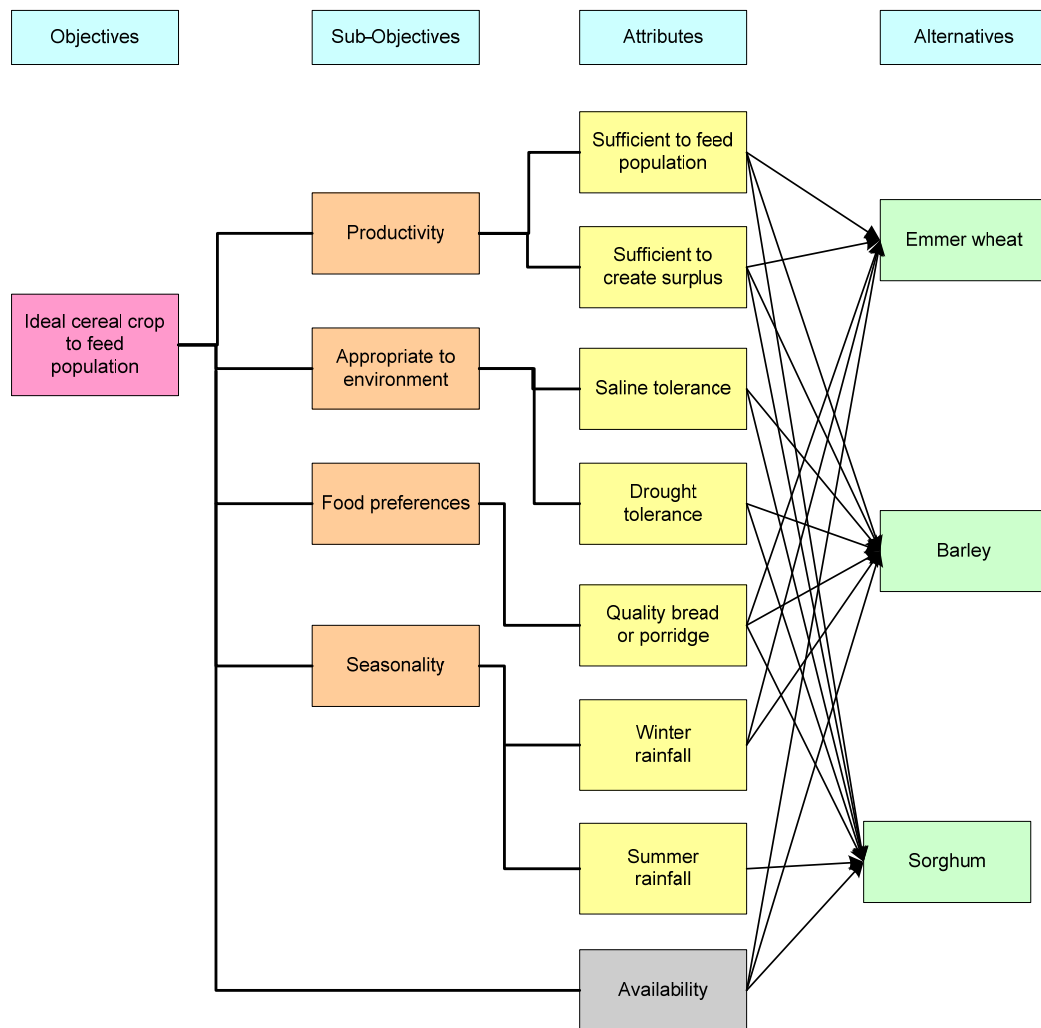 Objectives
Sub-Objectives
Attributes
Alternatives
Sufficient to feed
population
Productivity
Emmer wheat
Sufficient to
create surplus
Ideal cereal crop
to feed
population
Appropriate to
environment
Saline tolerance
Food preferences
Drought
tolerance
Barley
Quality bread
or porridge
Seasonality
Winter
rainfall
Summer
rainfall
Sorghum
Availability